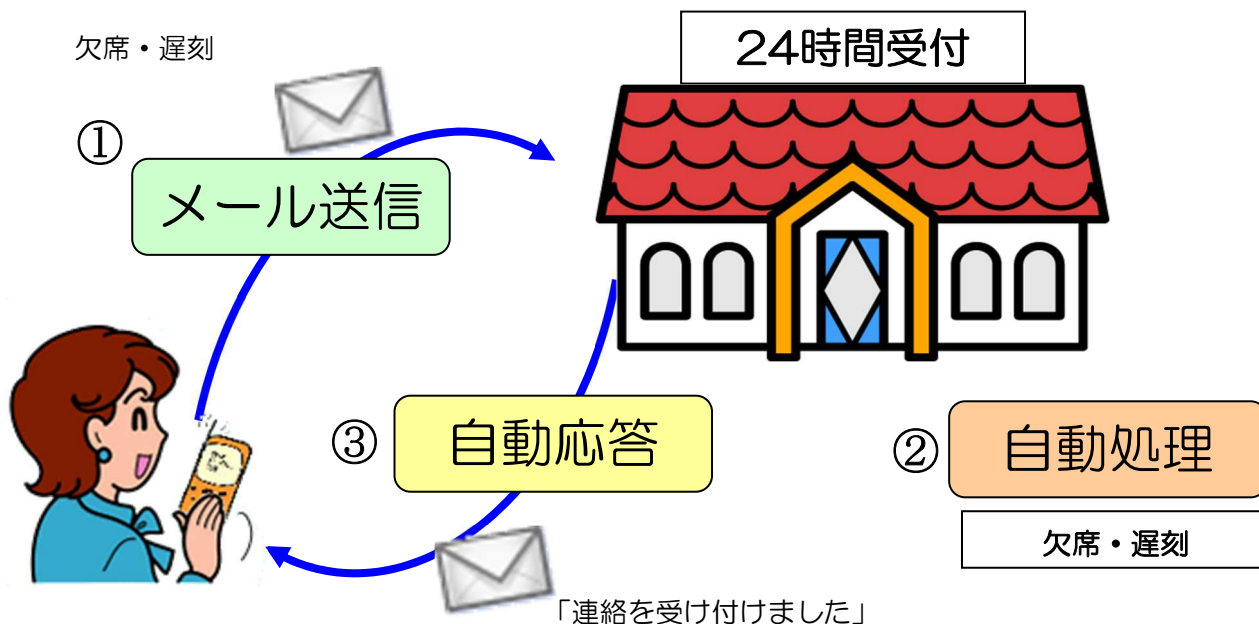 欠席・遅刻
24時間受付
①
メール送信
③
自動応答
②
自動処理
欠席・遅刻
「連絡を受け付けました」